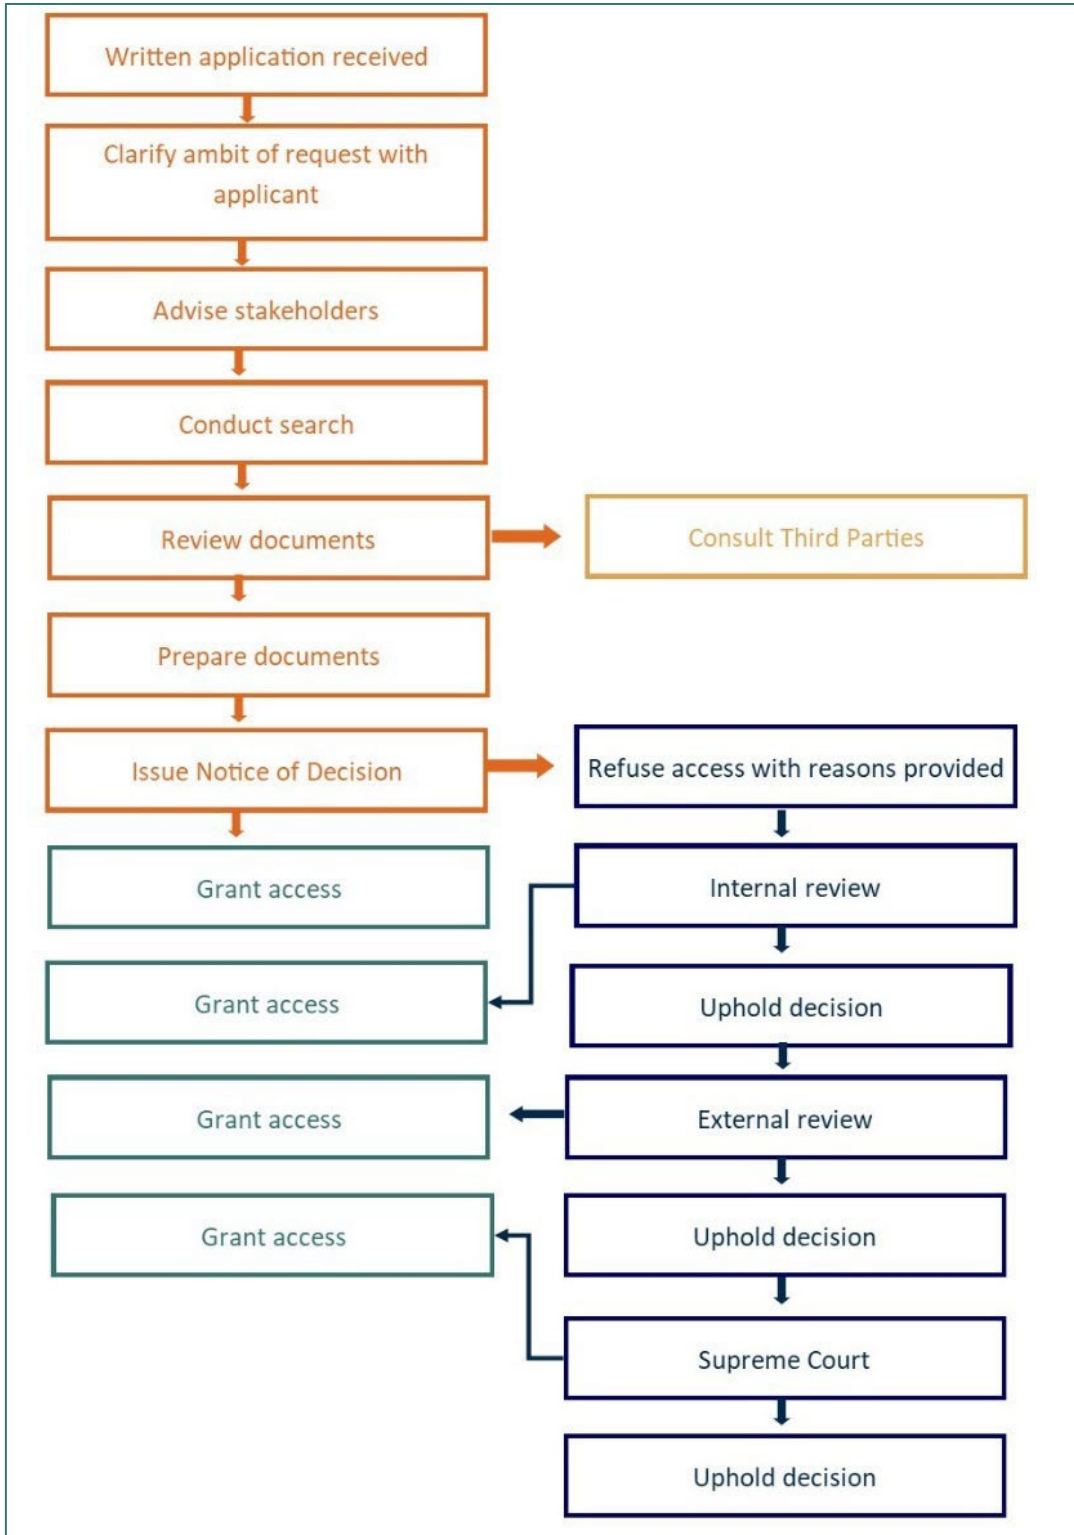 Written application received
Clarify ambit of request with
applicant
Advise stakeholders
Conduct search
Review documents
Consult Third Parties
Prepare documents
Issue Notice of Decision
Refuse access with reasons provided
Grant access
Internal review
Grant access
Uphold decision
Grant access
External review
Grant access
Uphold decision
Supreme Court
Uphold decision